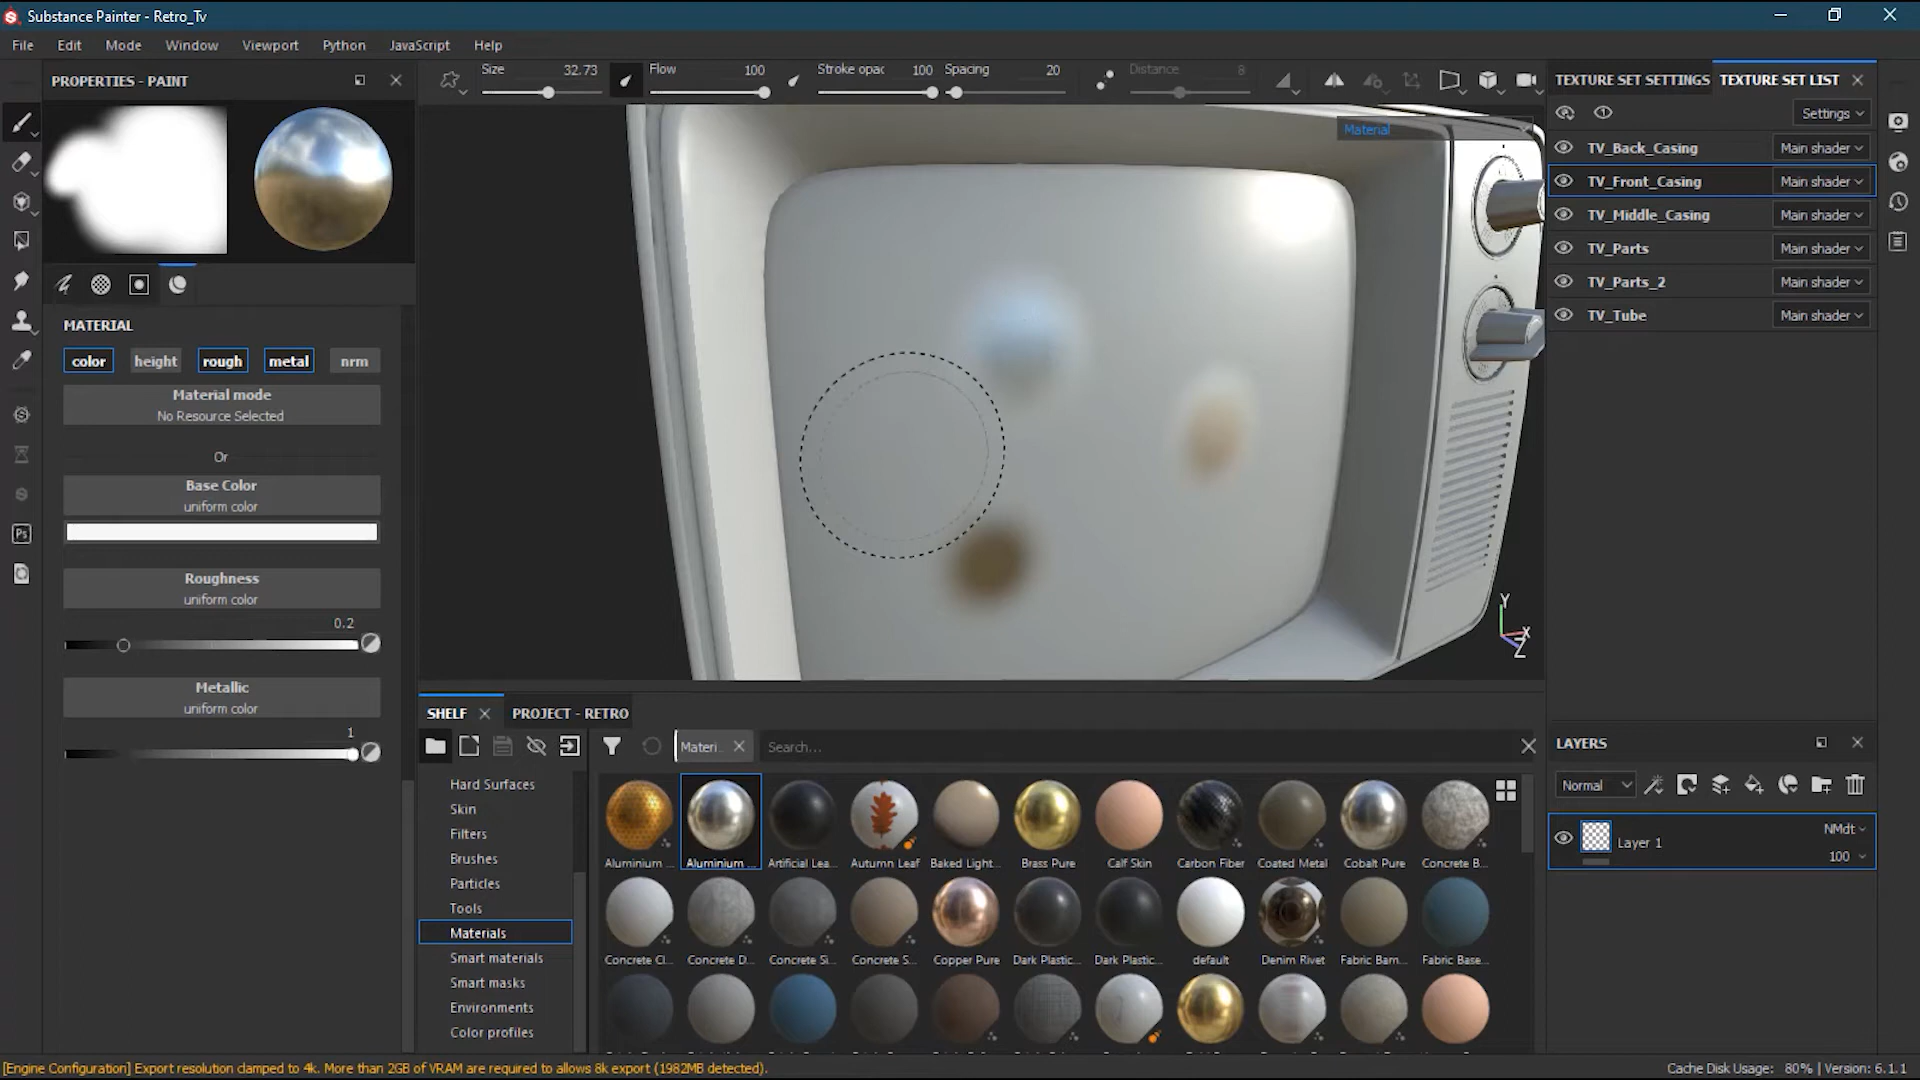 Substance Painter - Retro_Tv
File Edit Mode Window Viewport Python JavaScript Help
PROPERTIES - PAINT
Size 32.73 Flow 100 Stroke opac 100 Spacing 20 Distance 8
TEXTURE SET SETTINGS TEXTURE SET LIST
Settings
TV_Back_Casing Main shader
TV_Front_Casing Main shader
TV_Middle_Casing Main shader
TV_Parts Main shader
TV_Parts_2 Main shader
TV_Tube Main shader
Material
MATERIAL
color height rough metal nrm
Material mode
No Resource Selected
Or
Base Color
uniform color
Roughness
uniform color
0.2
Metallic
uniform color
1
Ps
Y
X
Z
SHELF PROJECT - RETRO
Materi... Search...
Hard Surfaces
Skin
Filters
Brushes
Particles
Tools
Materials
Smart materials
Smart masks
Environments
Color profiles
Aluminium ... Aluminium ... Artificial Lea... Autumn Leaf Baked Light... Brass Pure Calf Skin Carbon Fiber Coated Metal Cobalt Pure Concrete B...
Concrete Cl... Concrete D... Concrete Si... Concrete S... Copper Pure Dark Plastic... Dark Plastic... default Denim Rivet Fabric Bam... Fabric Base...
LAYERS
Normal
Layer 1 NMdt
100
[Engine Configuration] Export resolution clamped to 4k. More than 2GB of VRAM are required to allows 8k export (1982MB detected).
Cache Disk Usage: 80% | Version: 6.1.1